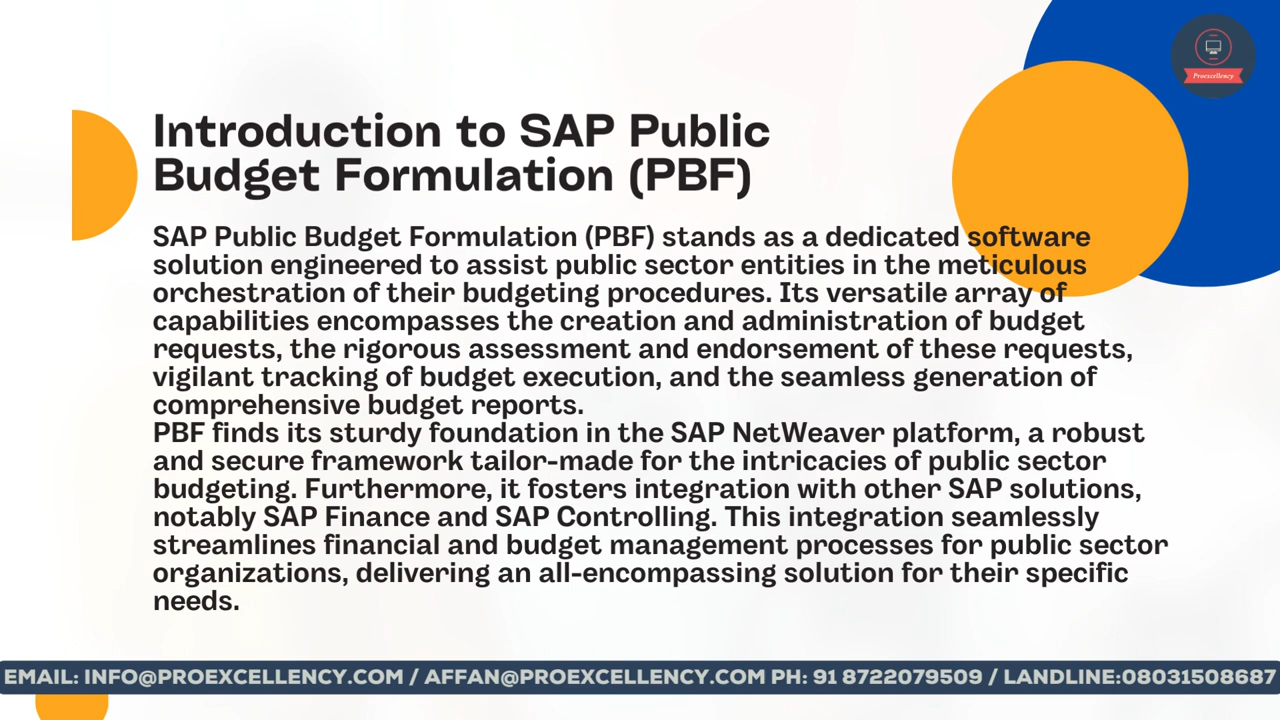 Proexcellency
Introduction to SAP Public
Budget Formulation (PBF)
SAP Public Budget Formulation (PBF) stands as a dedicated software
solution engineered to assist public sector entities in the meticulous
orchestration of their budgeting procedures. Its versatile array of
capabilities encompasses the creation and administration of budget
requests, the rigorous assessment and endorsement of these requests,
vigilant tracking of budget execution, and the seamless generation of
comprehensive budget reports.
PBF finds its sturdy foundation in the SAP NetWeaver platform, a robust
and secure framework tailor-made for the intricacies of public sector
budgeting. Furthermore, it fosters integration with other SAP solutions,
notably SAP Finance and SAP Controlling. This integration seamlessly
streamlines financial and budget management processes for public sector
organizations, delivering an all-encompassing solution for their specific
needs.
EMAIL: INFO@PROEXCELLENCY.COM / AFFAN@PROEXCELLENCY.COM PH: 91 8722079509 / LANDLINE:08031508687